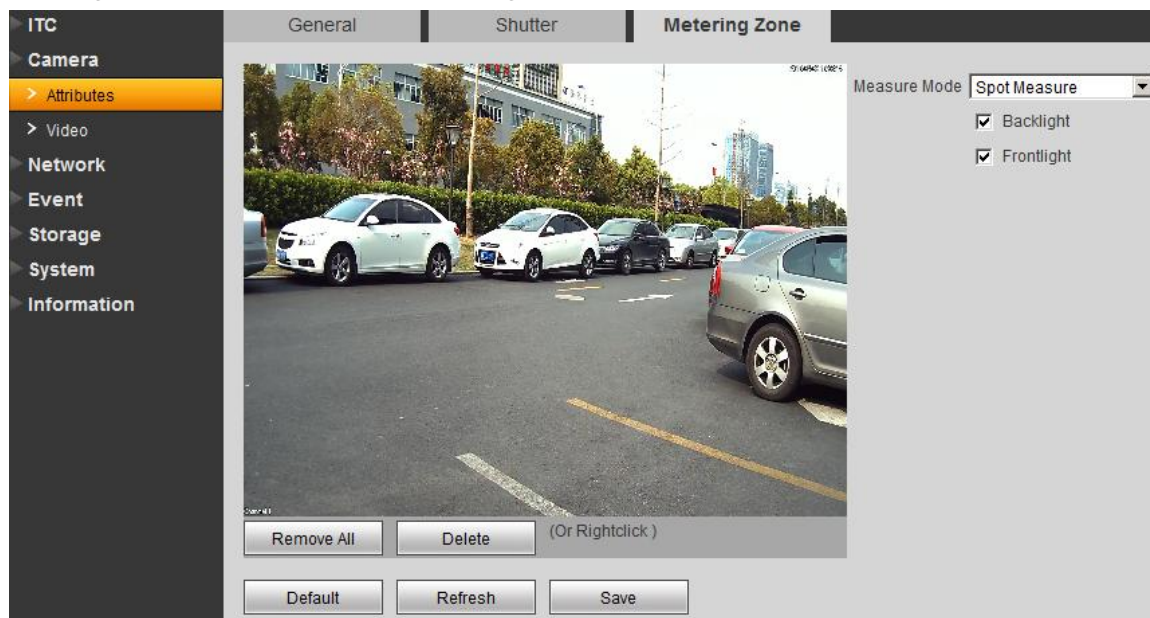 ITC
Camera
Attributes
Video
Network
Event
Storage
System
Information
General
Shutter
Metering Zone
Measure Mode
Spot Measure
Backlight
Frontlight
Remove All
Delete
(Or Rightclick )
Default
Refresh
Save